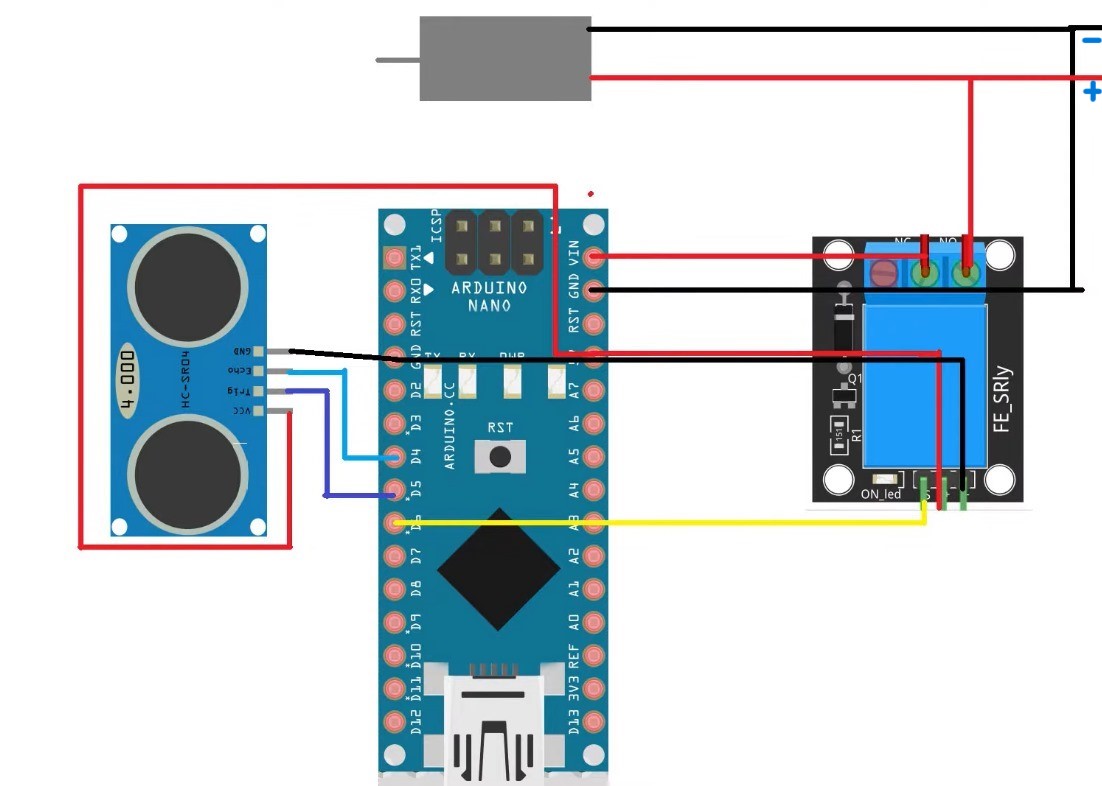 −
+
ICSP
1
TX1
RX0
RST
GND
D2
D3
D4
D5
D6
D7
D8
D9
D10
D11
D12
ARDUINO
NANO
TX
RX
PWR
ARDUINO.CC
RST
VIN
GND
RST
A7
A6
A5
A4
A3
A2
A1
A0
REF
3V3
D13
4.000
HC-SR04
GND
Echo
Trig
VCC
NC
NO
Q1
151
R1
FE_SRly
ON_led
S